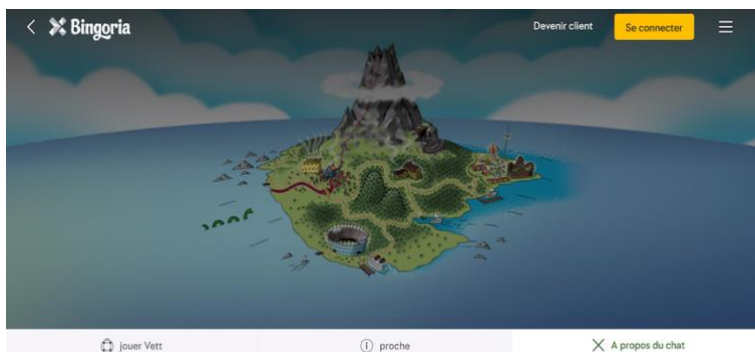 Bingoria
Devenir client
Se connecter
jouer Vett
proche
A propos du chat